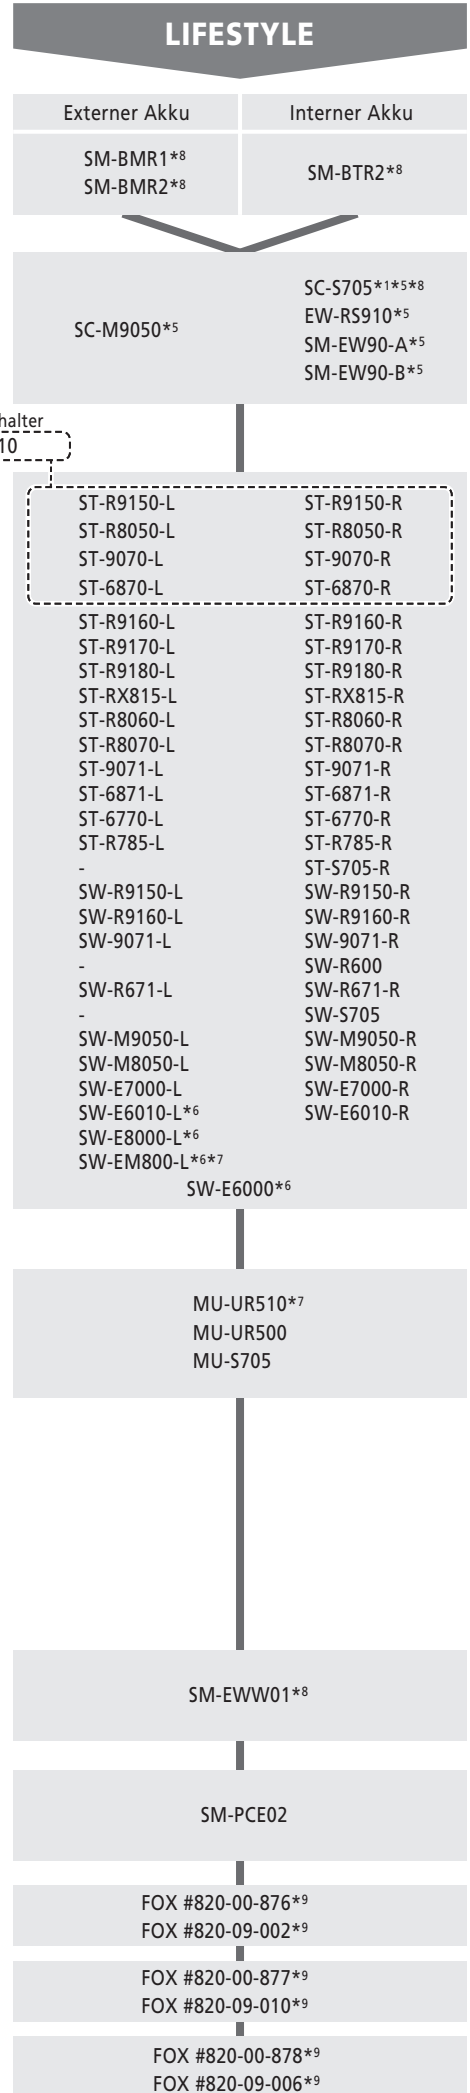 LIFESTYLE
Externer Akku Interner Akku
SM-BMR1*8
SM-BMR2*8
SM-BTR2*8
SC-M9050*5
SC-S705*1*5*8
EW-RS910*5
SM-EW90-A*5
SM-EW90-B*5
halter
10
ST-R9150-L ST-R9150-R
ST-R8050-L ST-R8050-R
ST-9070-L ST-9070-R
ST-6870-L ST-6870-R
ST-R9160-L ST-R9160-R
ST-R9170-L ST-R9170-R
ST-R9180-L ST-R9180-R
ST-RX815-L ST-RX815-R
ST-R8060-L ST-R8060-R
ST-R8070-L ST-R8070-R
ST-9071-L ST-9071-R
ST-6871-L ST-6871-R
ST-6770-L ST-6770-R
ST-R785-L ST-R785-R
- ST-S705-R
SW-R9150-L SW-R9150-R
SW-R9160-L SW-R9160-R
SW-9071-L SW-9071-R
- SW-R600
SW-R671-L SW-R671-R
- SW-S705
SW-M9050-L SW-M9050-R
SW-M8050-L SW-M8050-R
SW-E7000-L SW-E7000-R
SW-E6010-L*6 SW-E6010-R
SW-E8000-L*6
SW-EM800-L*6*7
SW-E6000*6
MU-UR510*7
MU-UR500
MU-S705
SM-EWW01*8
SM-PCE02
FOX #820-00-876*9
FOX #820-09-002*9
FOX #820-00-877*9
FOX #820-09-010*9
FOX #820-00-878*9
FOX #820-09-006*9